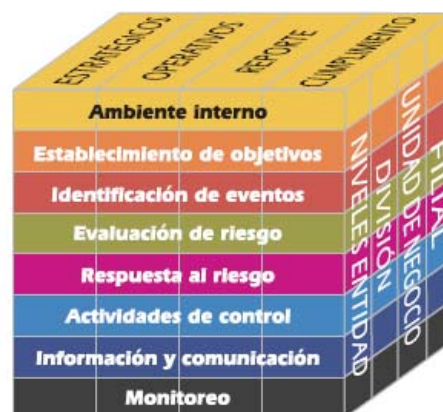 ESTRATÉGICOS
OPERATIVOS
REPORTE
CUMPLIMIENTO
Ambiente interno
Establecimiento de objetivos
Identificación de eventos
Evaluación de riesgo
Respuesta al riesgo
Actividades de control
Información y comunicación
Monitoreo
NIVELES ENTIDAD
DIVISIÓN
UNIDAD DE NEGOCIO
FILIAL